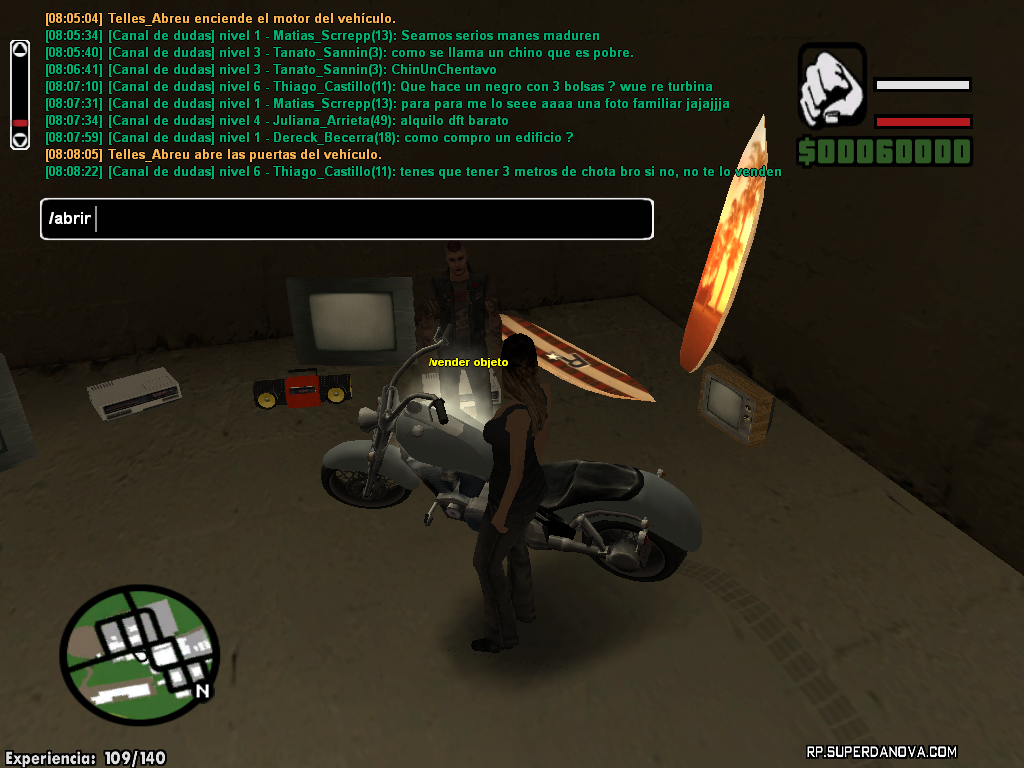 [08:05:04] Telles_Abreu enciende el motor del vehículo.
[08:05:34] [Canal de dudas] nivel 1 - Matias_Scrrepp(13): Seamos serios manes maduren
[08:05:40] [Canal de dudas] nivel 3 - Tanato_Sannin(3): como se llama un chino que es pobre.
[08:06:41] [Canal de dudas] nivel 3 - Tanato_Sannin(3): ChinUnChentavo
[08:07:10] [Canal de dudas] nivel 6 - Thiago_Castillo(11): Que hace un negro con 3 bolsas ? wue re turbina
[08:07:31] [Canal de dudas] nivel 1 - Matias_Scrrepp(13): para para me lo seee aaaa una foto familiar jajajjja
[08:07:34] [Canal de dudas] nivel 4 - Juliana_Arrieta(49): alquilo dft barato
[08:07:59] [Canal de dudas] nivel 1 - Dereck_Becerra(18): como compro un edificio ?
[08:08:05] Telles_Abreu abre las puertas del vehículo.
[08:08:22] [Canal de dudas] nivel 6 - Thiago_Castillo(11): tenes que tener 3 metros de chota bro si no, no te lo venden
$00060000
/abrir
/vender objeto
N
Experiencia: 109/140
RP.SUPERDANOVA.COM